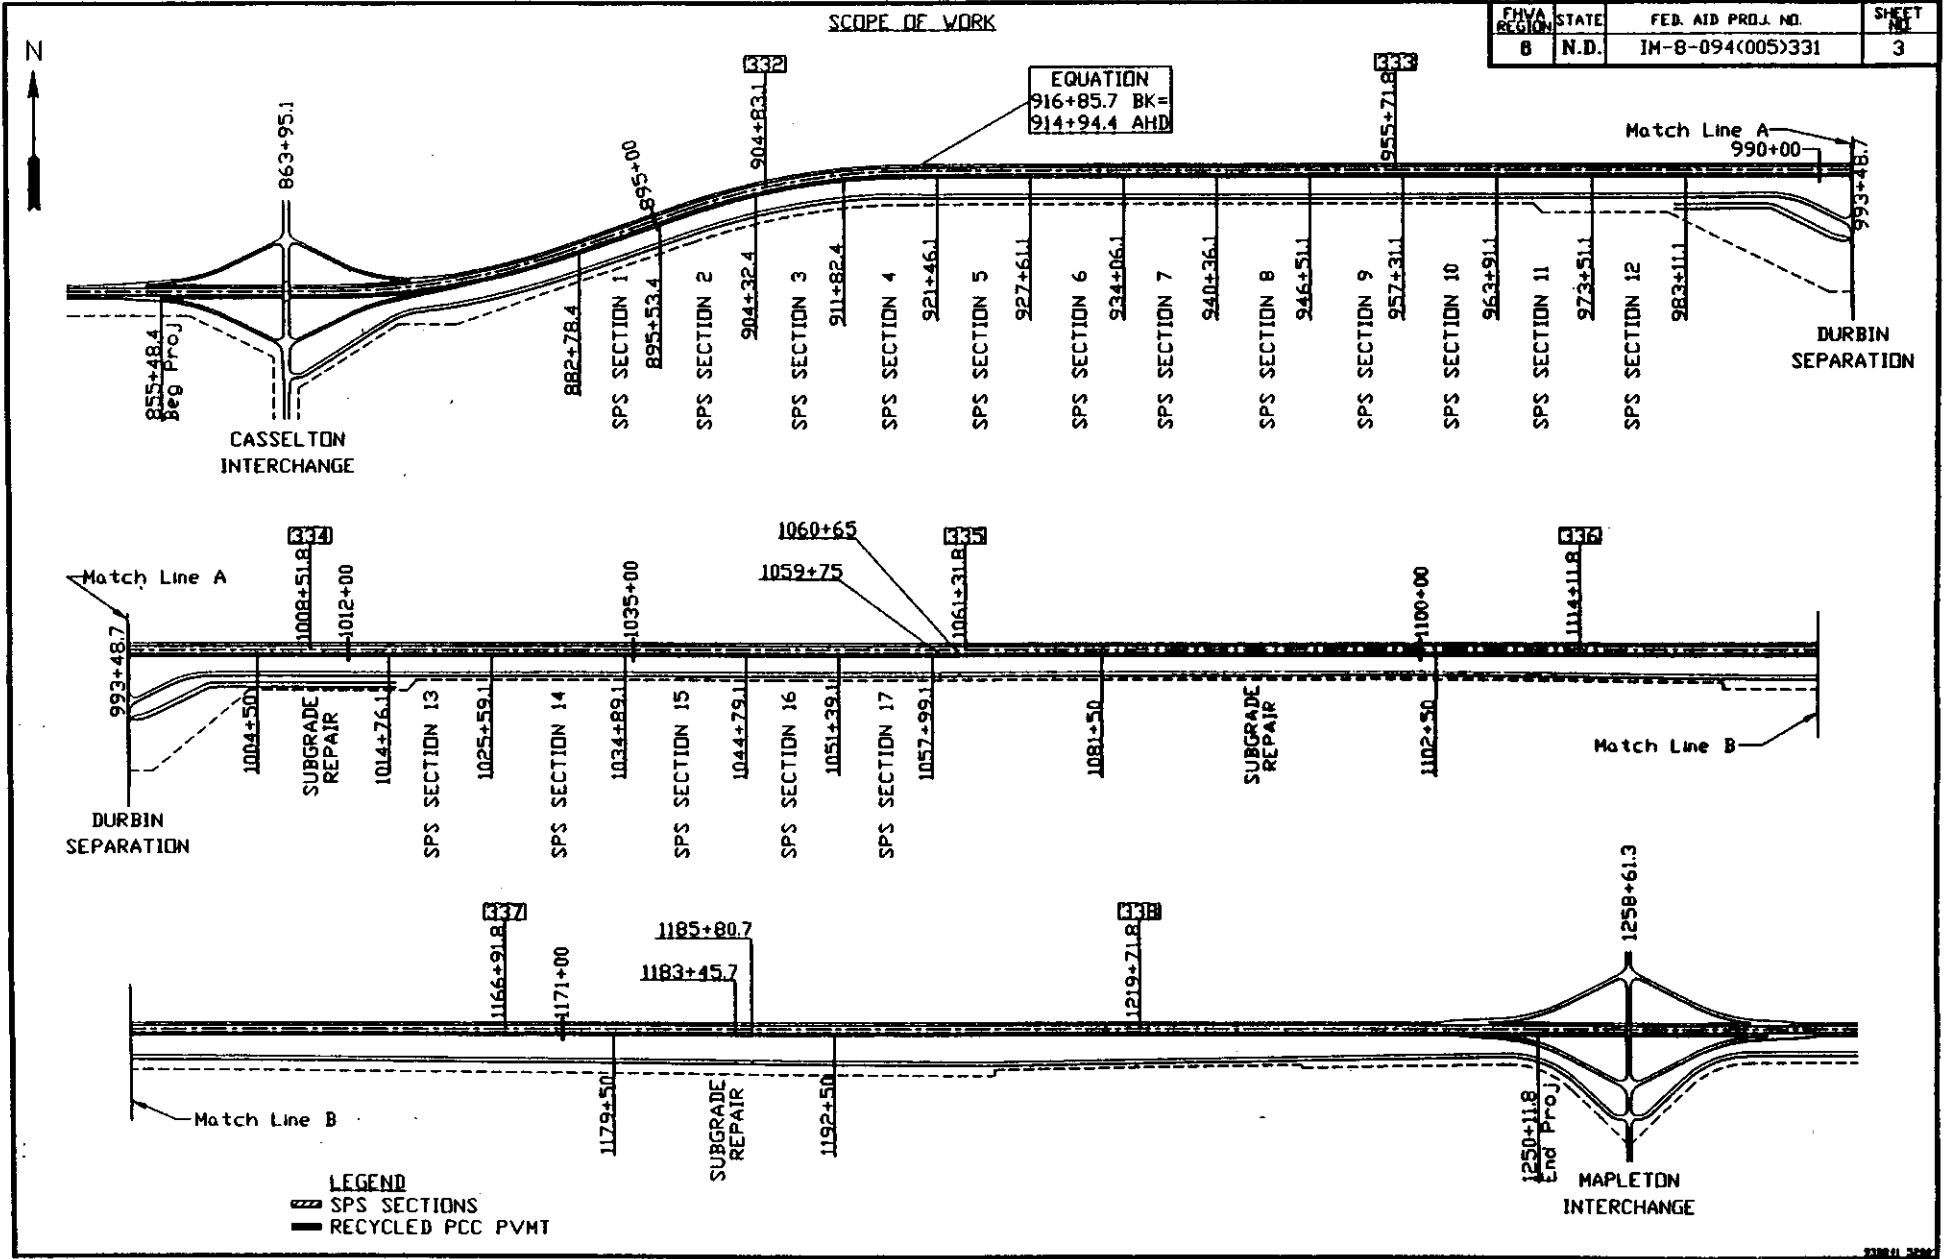 SCOPE OF WORK
FHWA REGION
STATE
FED. AID PROJ. NO.
SHEET NO.
8
N.D.
IM-8-094(005)331
3
N
863+95.1
332
904+83.1
895+00
EQUATION
916+85.7 BK=
914+94.4 AHD
333
955+71.8
Match Line A
990+00
993+48.7
855+48.4
Beg Proj
882+78.4
SPS SECTION 1
895+53.4
SPS SECTION 2
904+32.4
SPS SECTION 3
911+82.4
SPS SECTION 4
921+46.1
SPS SECTION 5
927+61.1
SPS SECTION 6
934+06.1
SPS SECTION 7
940+36.1
SPS SECTION 8
946+51.1
SPS SECTION 9
957+31.1
SPS SECTION 10
963+91.1
SPS SECTION 11
973+51.1
SPS SECTION 12
983+11.1
DURBIN
SEPARATION
CASSELTON
INTERCHANGE
Match Line A
334
1008+51.8
1012+00
1035+00
1060+65
1059+75
335
1061+31.8
1100+00
336
1114+11.8
993+48.7
1004+50
SUBGRADE
REPAIR
1014+76.1
SPS SECTION 13
1025+59.1
SPS SECTION 14
1034+89.1
SPS SECTION 15
1044+79.1
SPS SECTION 16
1051+39.1
SPS SECTION 17
1057+99.1
1081+50
SUBGRADE
REPAIR
1102+50
Match Line B
DURBIN
SEPARATION
337
1166+91.8
1171+00
1185+80.7
1183+45.7
338
1219+71.8
1258+61.3
Match Line B
1179+50
SUBGRADE
REPAIR
1192+50
1250+11.8
End Proj
MAPLETON
INTERCHANGE
LEGEND
SPS SECTIONS
RECYCLED PCC PVMT